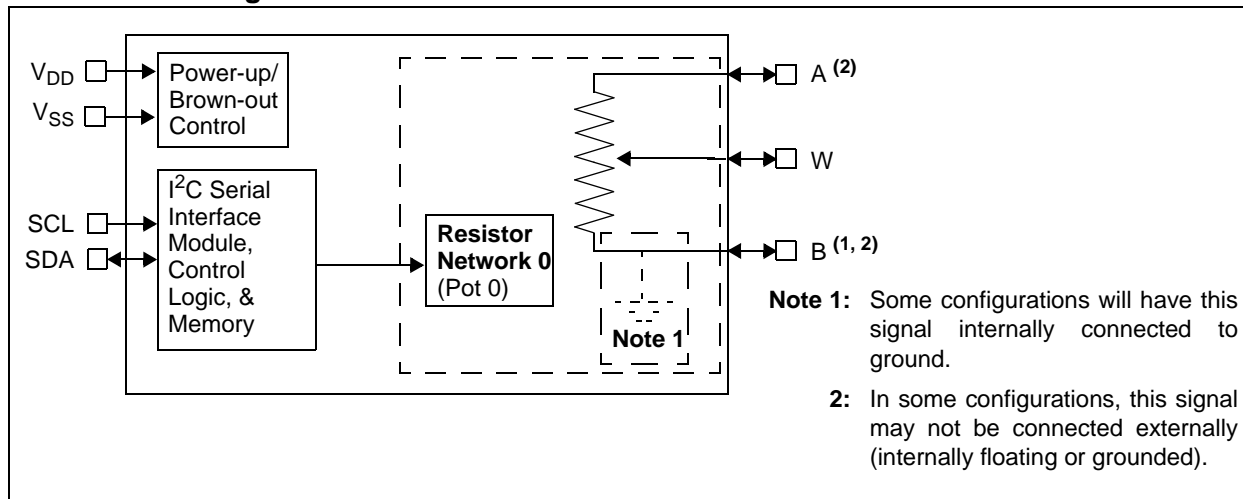 V_DD
V_SS
Power-up/
Brown-out
Control
SCL
SDA
I²C Serial
Interface
Module,
Control
Logic, &
Memory
Resistor
Network 0
(Pot 0)
A (2)
W
B (1, 2)
Note 1
Note 1: Some configurations will have this
signal internally connected to
ground.
2: In some configurations, this signal
may not be connected externally
(internally floating or grounded).